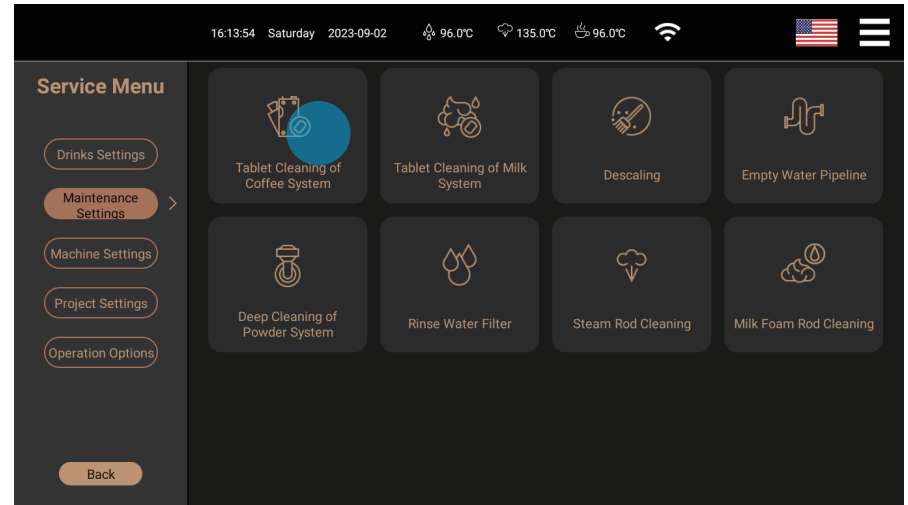 16:13:54 Saturday 2023-09-02 96.0℃ 135.0℃ 96.0℃
Service Menu
Drinks Settings
Maintenance
Settings
Machine Settings
Project Settings
Operation Options
Back
Tablet Cleaning of
Coffee System
Tablet Cleaning of Milk
System
Descaling
Empty Water Pipeline
Deep Cleaning of
Powder System
Rinse Water Filter
Steam Rod Cleaning
Milk Foam Rod Cleaning